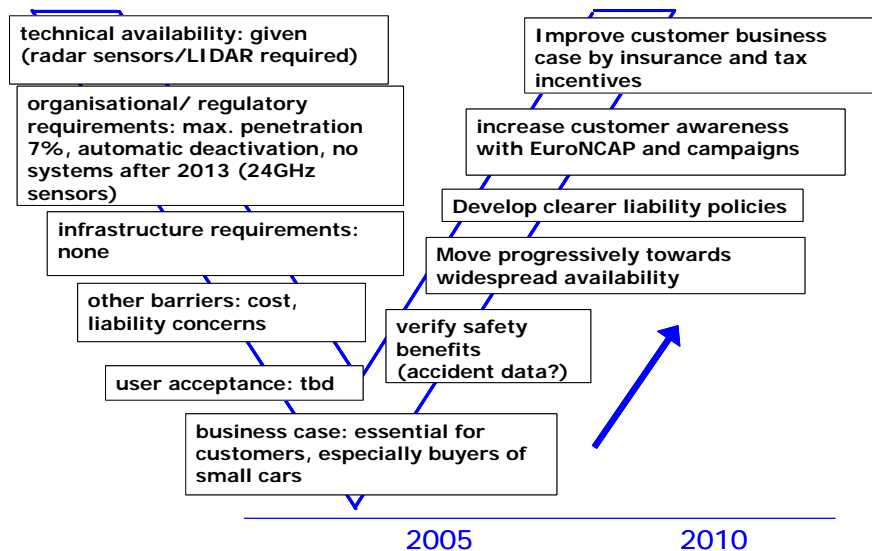 technical availability: given
(radar sensors/LIDAR required)
organisational/ regulatory
requirements: max. penetration
7%, automatic deactivation, no
systems after 2013 (24GHz
sensors)
infrastructure requirements:
none
other barriers: cost,
liability concerns
user acceptance: tbd
business case: essential for
customers, especially buyers of
small cars
verify safety
benefits
(accident data?)
Move progressively towards
widespread availability
Develop clearer liability policies
increase customer awareness
with EuroNCAP and campaigns
Improve customer business
case by insurance and tax
incentives
2005
2010